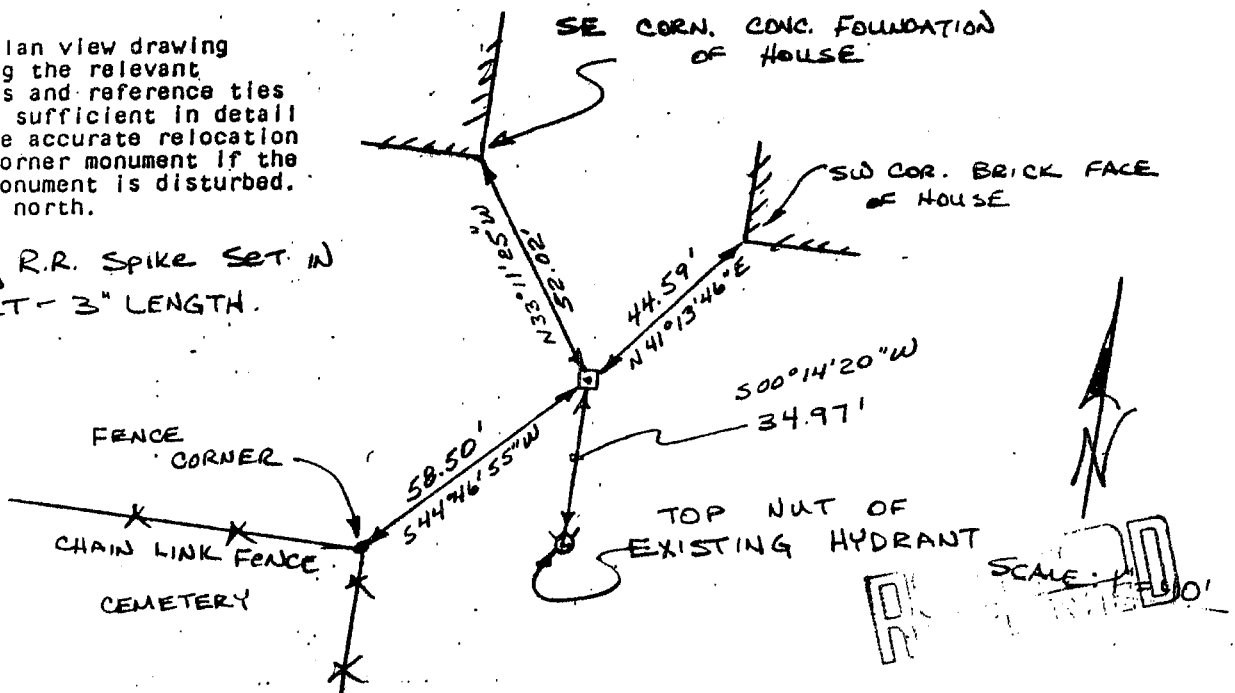 lan view drawing
g the relevant
s and reference ties
sufficient in detail
e accurate relocation
orner monument if the
onument is disturbed.
north.
R.R. SPIKE SET IN
T - 3" LENGTH.
SE CORN. CONC. FOUNDATION
OF HOUSE
SW COR. BRICK FACE
OF HOUSE
N33°11'25"W
52.02'
44.59'
N 41°13'46"E
S00°14'20"W
34.97'
FENCE
CORNER
58.50'
S44°46'55"W
CHAIN LINK FENCE
CEMETERY
TOP NUT OF
EXISTING HYDRANT
N
SCALE: